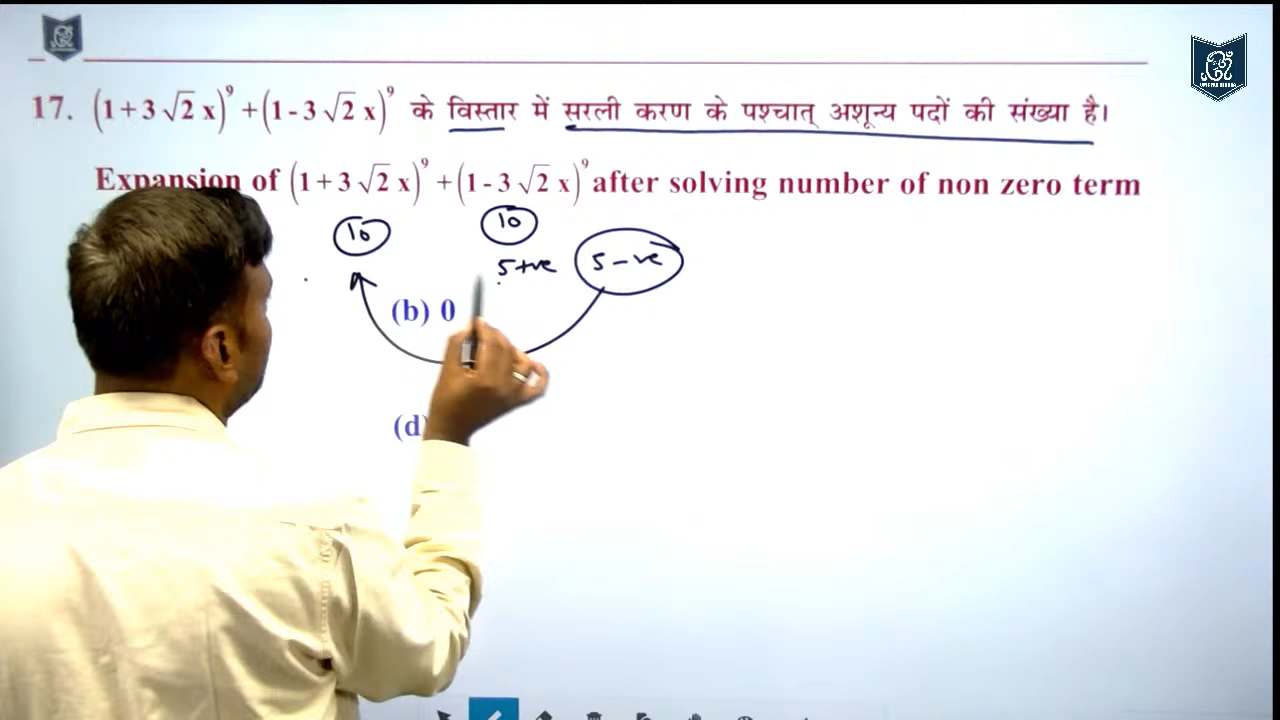 17. (1+3√2 x)⁹ +(1-3√2 x)⁹ के विस्तार में सरली करण के पश्चात् अशून्य पदों की संख्या है।
Expansion of (1+3√2 x)⁹ +(1-3√2 x)⁹ after solving number of non zero term
10 10
5+ve 5-ve
(b) 0
(d)